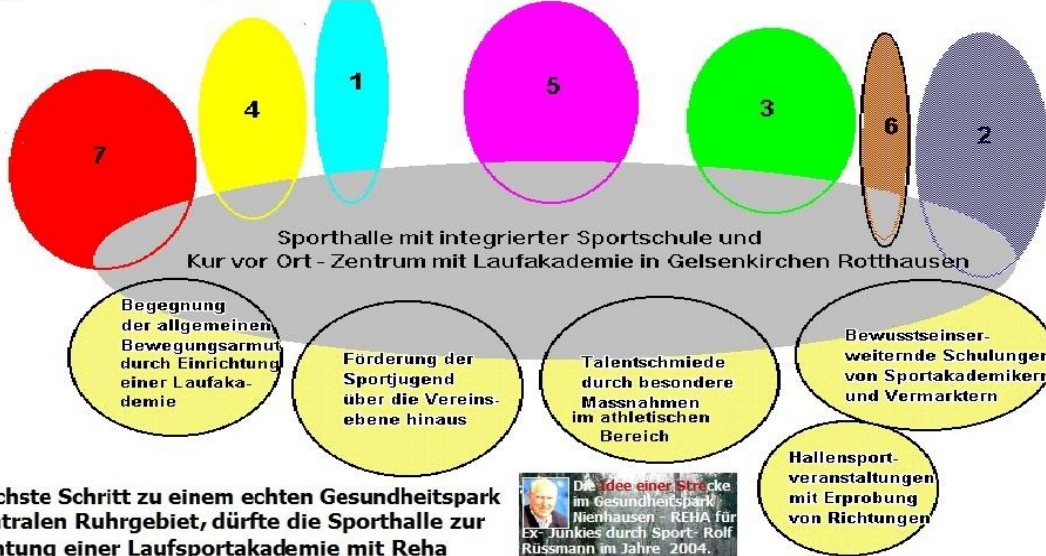 7
4
1
5
3
6
2
Sporthalle mit integrierter Sportschule und
Kur vor Ort - Zentrum mit Laufakademie in Gelsenkirchen Rotthausen
Begegnung
der allgemeinen
Bewegungsarmut
durch Einrichtung
einer Laufaka-
demie
Förderung der
Sportjugend
über die Vereins-
ebene hinaus
Talentschmiede
durch besondere
Massnahmen
im athletischen
Bereich
Bewusstseinser-
weiternde Schulungen
von Sportakademikern
und Vermarktern
Hallensport-
veranstaltungen
mit Erprobung
von Richtungen
chste Schritt zu einem echten Gesundheitspark
ntralen Ruhrgebiet, dürfte die Sporthalle zur
htung einer Laufsportakademie mit Reha
Die Idee einer Strecke
im Gesundheitspark
Nienhausen - REHA für
Ex- Junkies durch Sport- Rolf
Rüssmann im Jahre 2004.